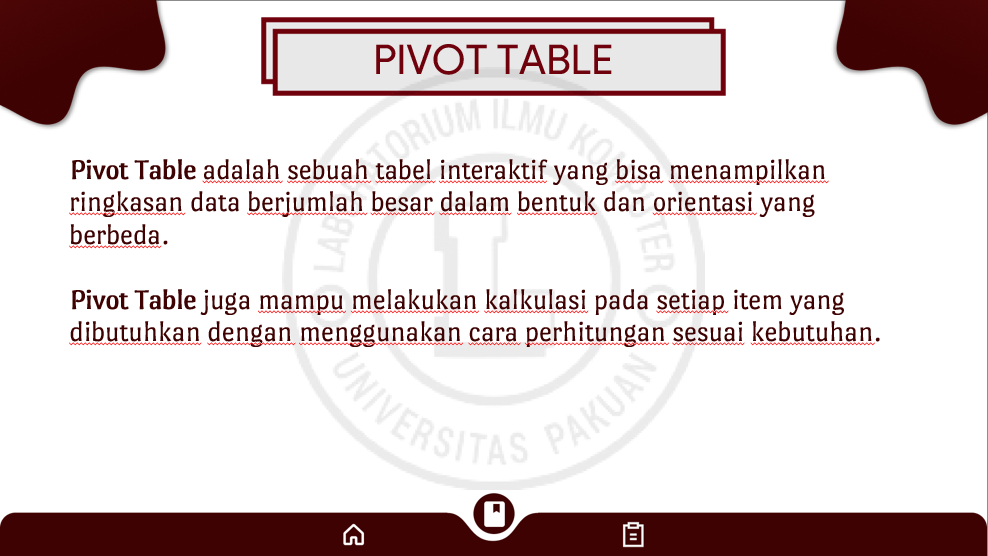 PIVOT TABLE
Pivot Table adalah sebuah tabel interaktif yang bisa menampilkan
ringkasan data berjumlah besar dalam bentuk dan orientasi yang
berbeda.
Pivot Table juga mampu melakukan kalkulasi pada setiap item yang
dibutuhkan dengan menggunakan cara perhitungan sesuai kebutuhan.
LABORATORIUM ILMU KOMPUTER
UNIVERSITAS PAKUAN